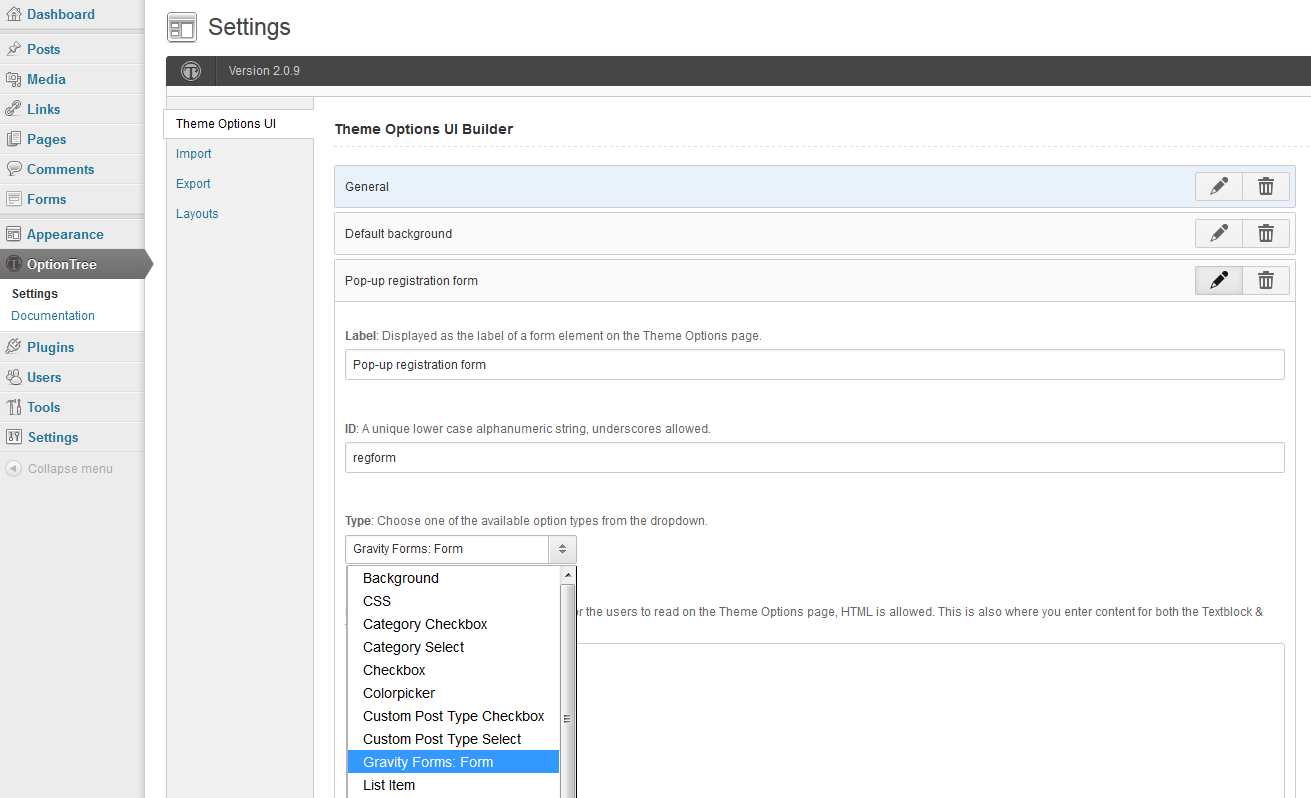 Dashboard
Posts
Media
Links
Pages
Comments
Forms
Appearance
OptionTree
Settings
Documentation
Plugins
Users
Tools
Settings
Collapse menu
Settings
Version 2.0.9
Theme Options UI
Import
Export
Layouts
Theme Options UI Builder
General
Default background
Pop-up registration form
Label: Displayed as the label of a form element on the Theme Options page.
Pop-up registration form
ID: A unique lower case alphanumeric string, underscores allowed.
regform
Type: Choose one of the available option types from the dropdown.
Gravity Forms: Form
Background
CSS
Category Checkbox
Category Select
Checkbox
Colorpicker
Custom Post Type Checkbox
Custom Post Type Select
Gravity Forms: Form
List Item
the users to read on the Theme Options page, HTML is allowed. This is also where you enter content for both the Textblock &